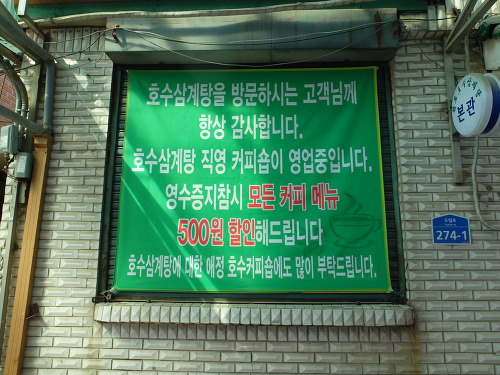 호수삼계탕을 방문하시는 고객님께
항상 감사합니다.
호수삼계탕 직영 커피숍이 영업중입니다.
영수증지참시 모든 커피 메뉴
500원 할인해드립니다
호수삼계탕에 대한 애정 호수커피숍에도 많이 부탁드립니다.
본관
도림로
274-1